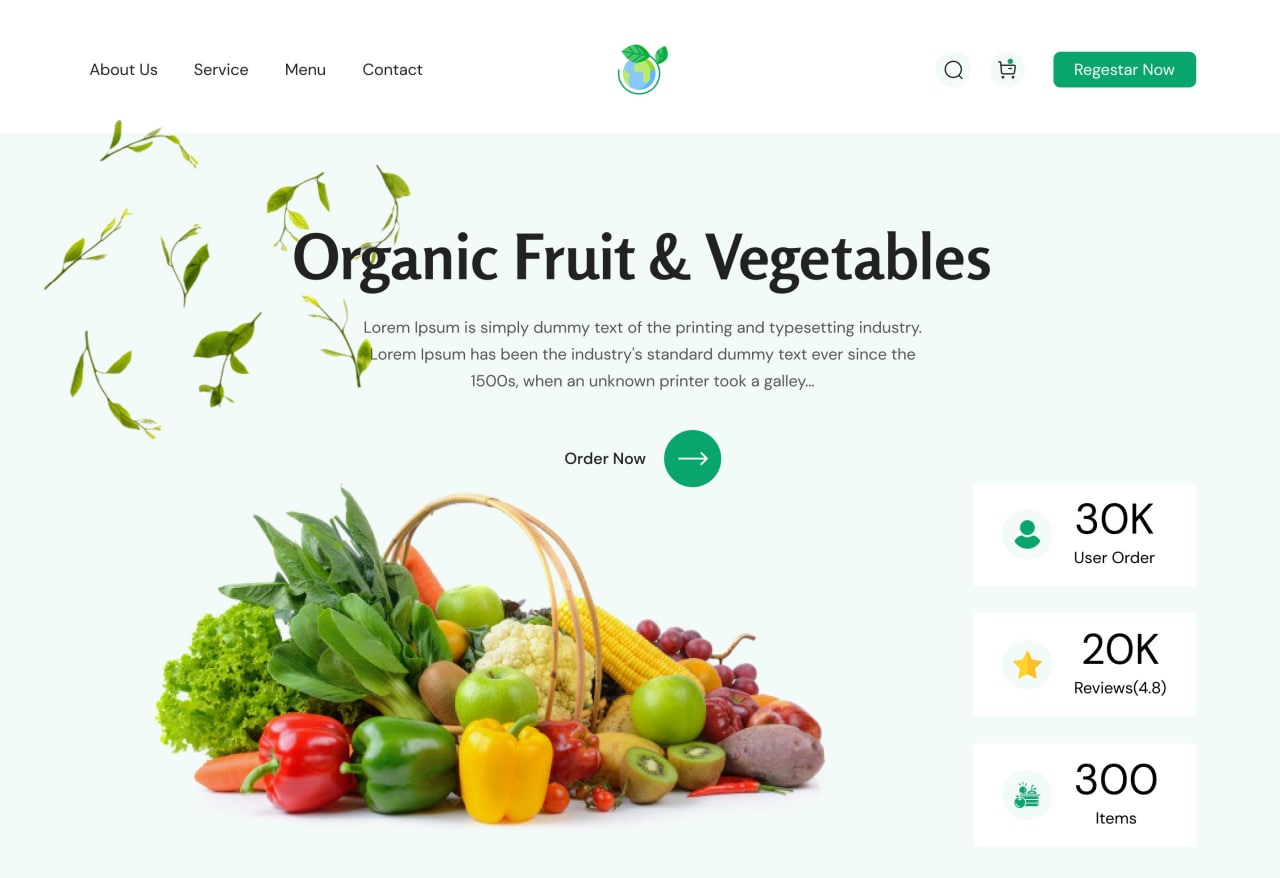 About Us
Service
Menu
Contact
Regestar Now
Organic Fruit & Vegetables
Lorem Ipsum is simply dummy text of the printing and typesetting industry.
Lorem Ipsum has been the industry's standard dummy text ever since the
1500s, when an unknown printer took a galley...
Order Now
30K
User Order
20K
Reviews(4.8)
300
Items